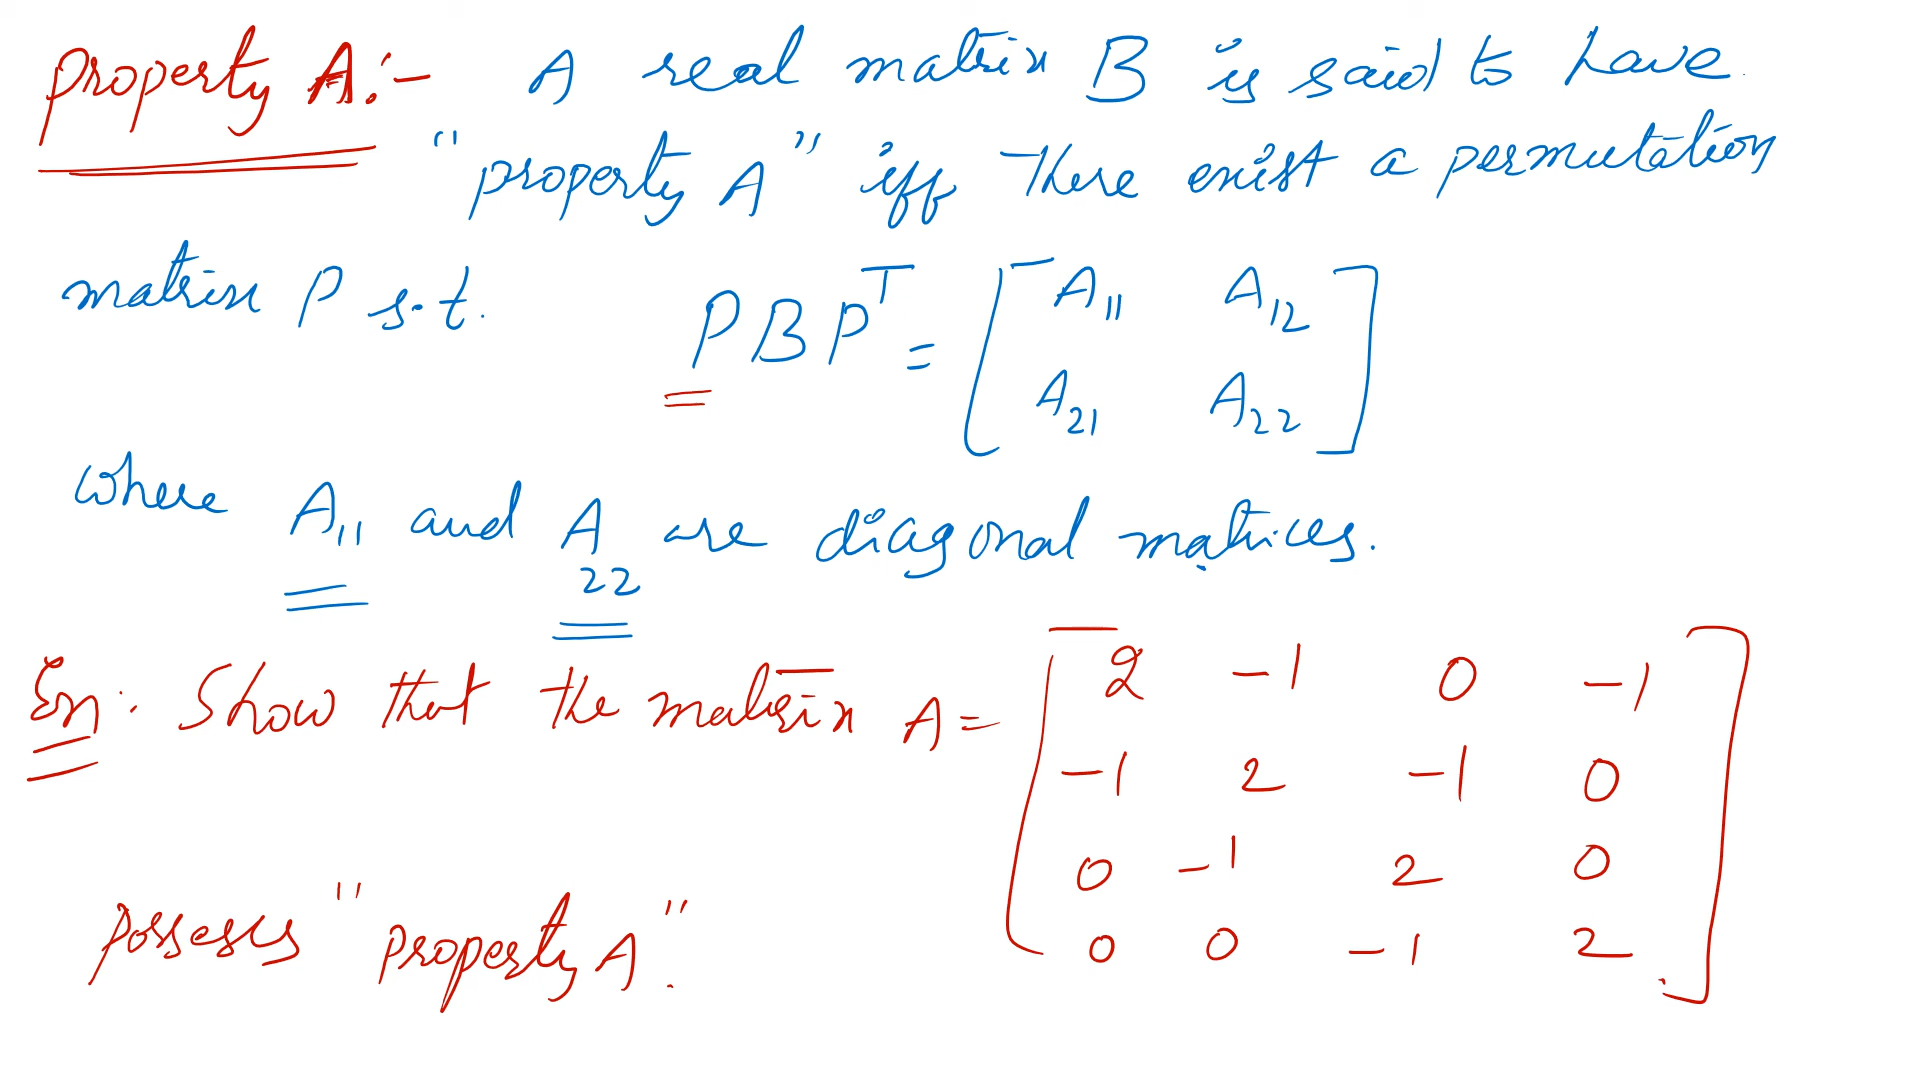 Property A:- A real matrix B is said to have
"property A" iff there exist a permutation
matrix P s.t. PBP^T = [ A11 A12
A21 A22 ]
where A11 and A22 are diagonal matrices.
Ex: Show that the matrix A = [ 2 -1 0 -1
-1 2 -1 0
0 -1 2 0
0 0 -1 2 ]
possesses "property A".